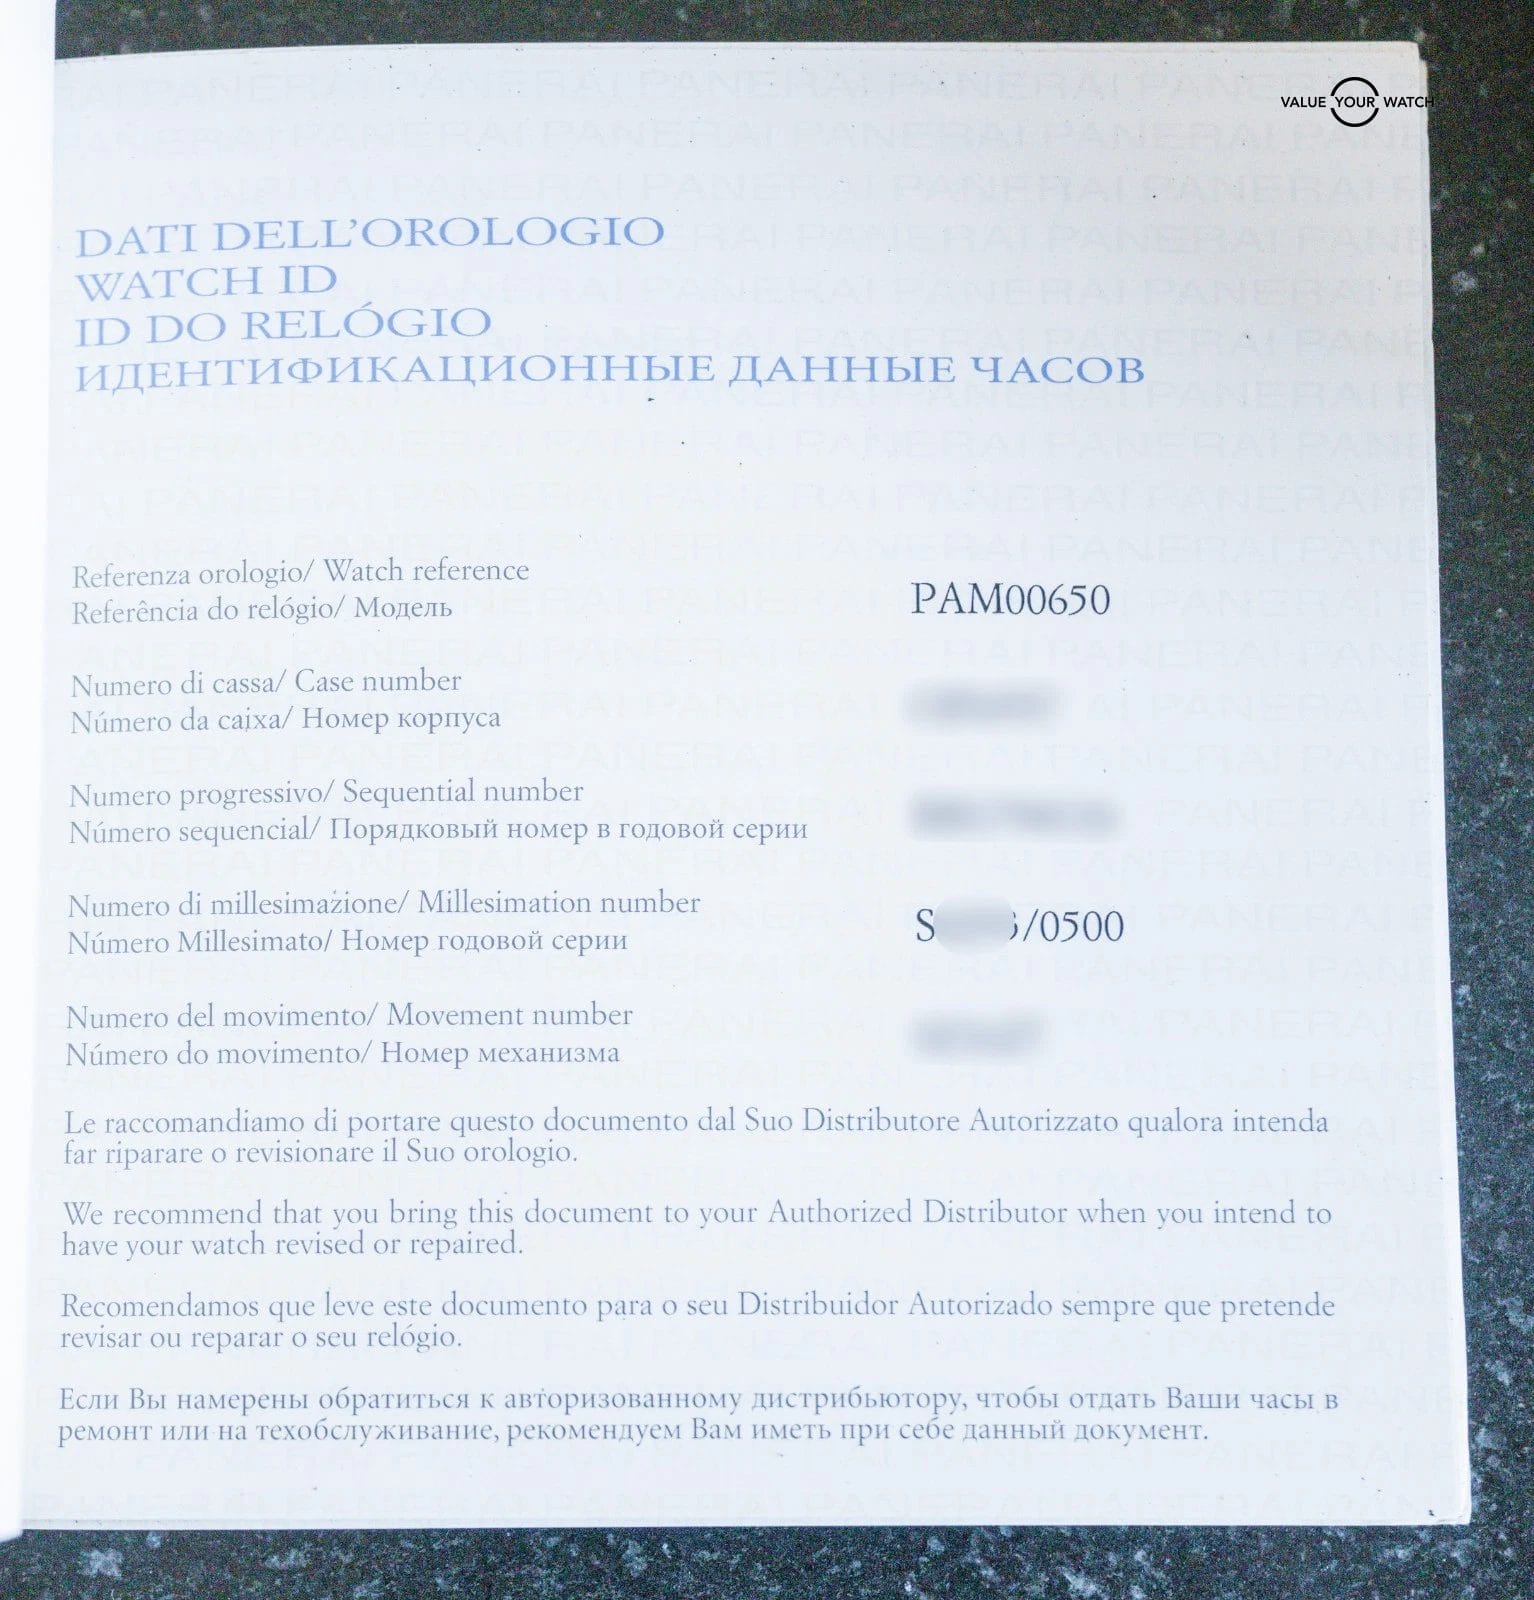 VALUE YOUR WATCH
DATI DELL'OROLOGIO
WATCH ID
ID DO RELÓGIO
ИДЕНТИФИКАЦИОННЫЕ ДАННЫЕ ЧАСОВ
Referenza orologio/ Watch reference
Referência do relógio/ Модель
PAM00650
Numero di cassa/ Case number
Número da caixa/ Номер корпуса
Numero progressivo/ Sequential number
Número sequencial/ Порядковый номер в годовой серии
Numero di millesimazione/ Millesimation number
Número Millesimato/ Номер годовой серии
/0500
Numero del movimento/ Movement number
Número do movimento/ Номер механизма
Le raccomandiamo di portare questo documento dal Suo Distributore Autorizzato qualora intenda
far riparare o revisionare il Suo orologio.
We recommend that you bring this document to your Authorized Distributor when you intend to
have your watch revised or repaired.
Recomendamos que leve este documento para o seu Distribuidor Autorizado sempre que pretende
revisar ou reparar o seu relógio.
Если Вы намерены обратиться к авторизованному дистрибьютору, чтобы отдать Ваши часы в
ремонт или на техобслуживание, рекомендуем Вам иметь при себе данный документ.